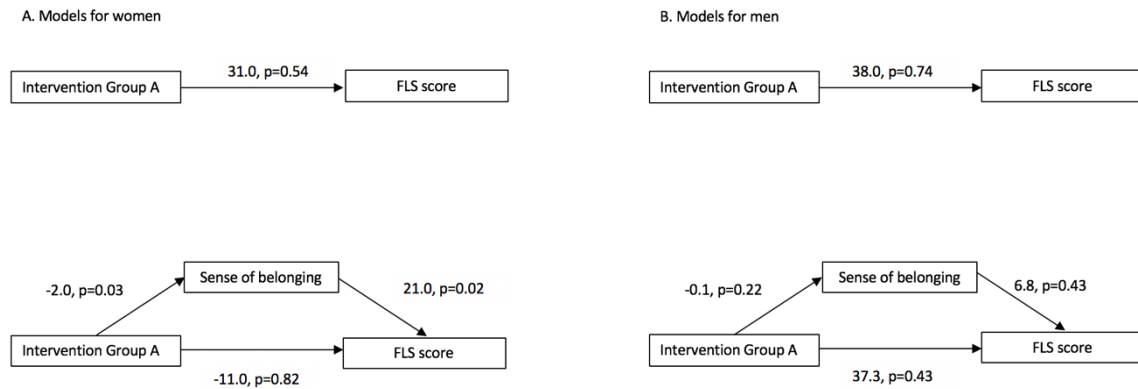 A. Models for women
31.0, p=0.54
Intervention Group A
FLS score
Sense of belonging
-2.0, p=0.03
21.0, p=0.02
Intervention Group A
FLS score
-11.0, p=0.82
B. Models for men
38.0, p=0.74
Intervention Group A
FLS score
Sense of belonging
-0.1, p=0.22
6.8, p=0.43
Intervention Group A
FLS score
37.3, p=0.43